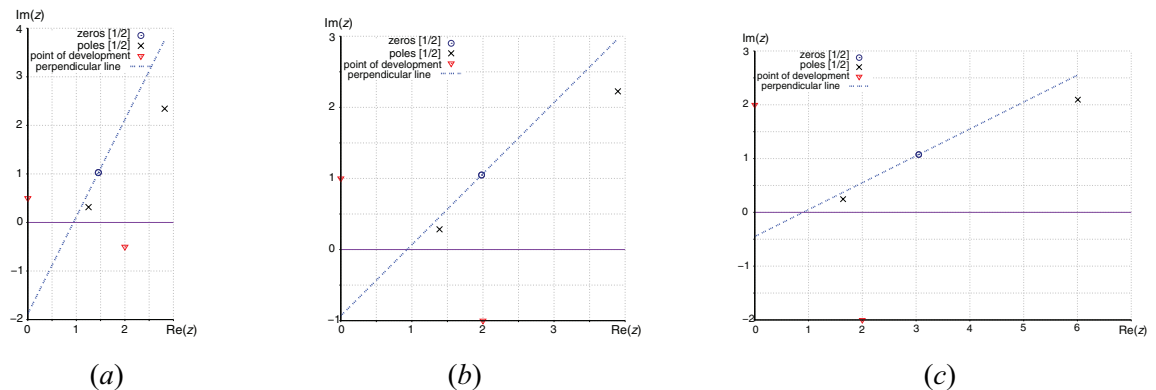 Im(z)
4
3
2
1
0
−1
−2
0
1
2
Re(z)
zeros [1/2]
poles [1/2]
point of development
perpendicular line
(a)
Im(z)
3
2
1
0
−1
0
1
2
3
4
Re(z)
zeros [1/2]
poles [1/2]
point of development
perpendicular line
(b)
Im(z)
3
2
1
0
−1
−2
0
1
2
3
4
5
6
Re(z)
zeros [1/2]
poles [1/2]
point of development
perpendicular line
(c)